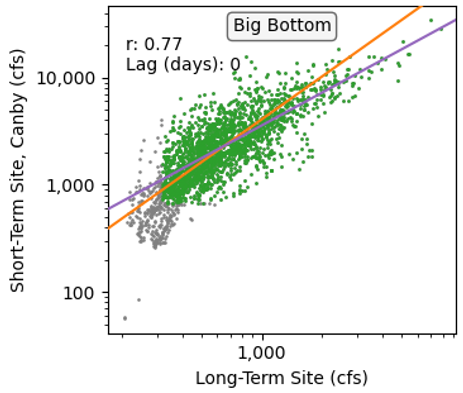 Big Bottom
r: 0.77
Lag (days): 0
Short-Term Site, Canby (cfs)
10,000
1,000
100
1,000
Long-Term Site (cfs)